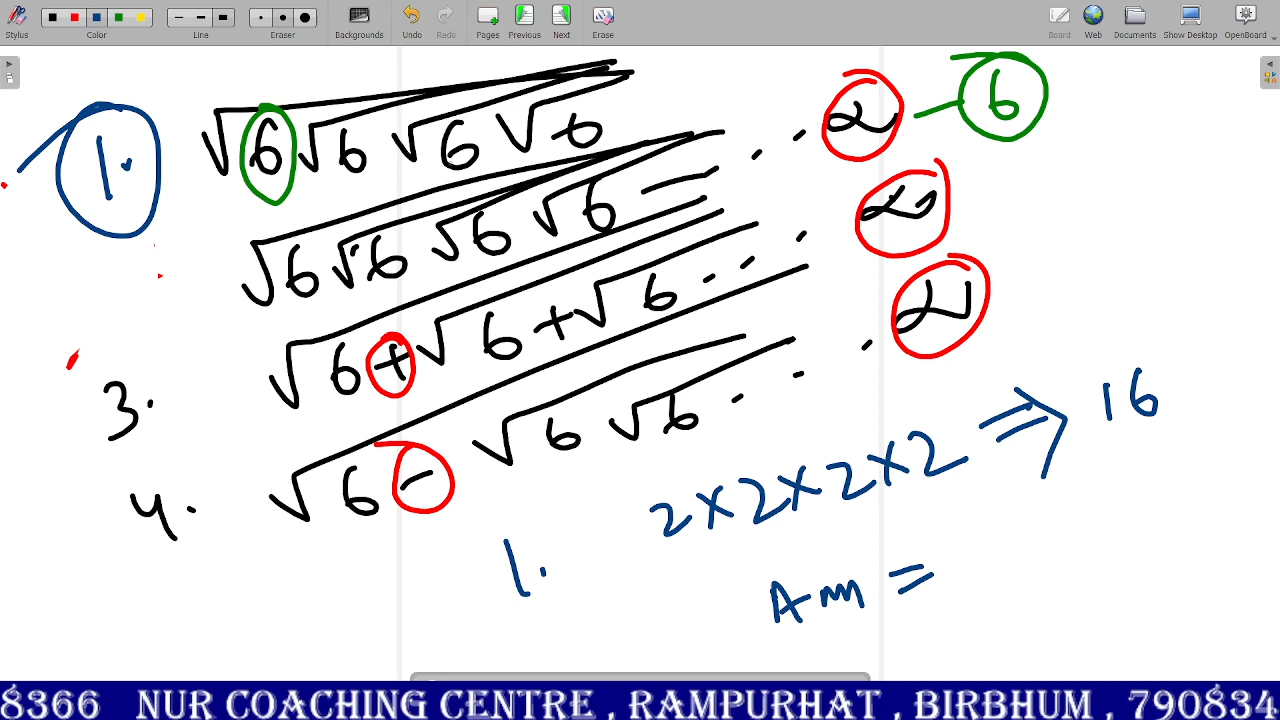 Stylus Color Line Eraser Backgrounds Undo Redo Pages Previous Next Erase Board Web Documents Show Desktop OpenBoard
1. √6√6√6√6 . . ∝ — 6
√6√6√6√6 — — . . ∝
3. √6+√6+√6 . . . ∝
4. √6-√6√6 . . .
2×2×2×2 ⇒ 16
1.
Am =
8366 NUR COACHING CENTRE , RAMPURHAT , BIRBHUM , 790834